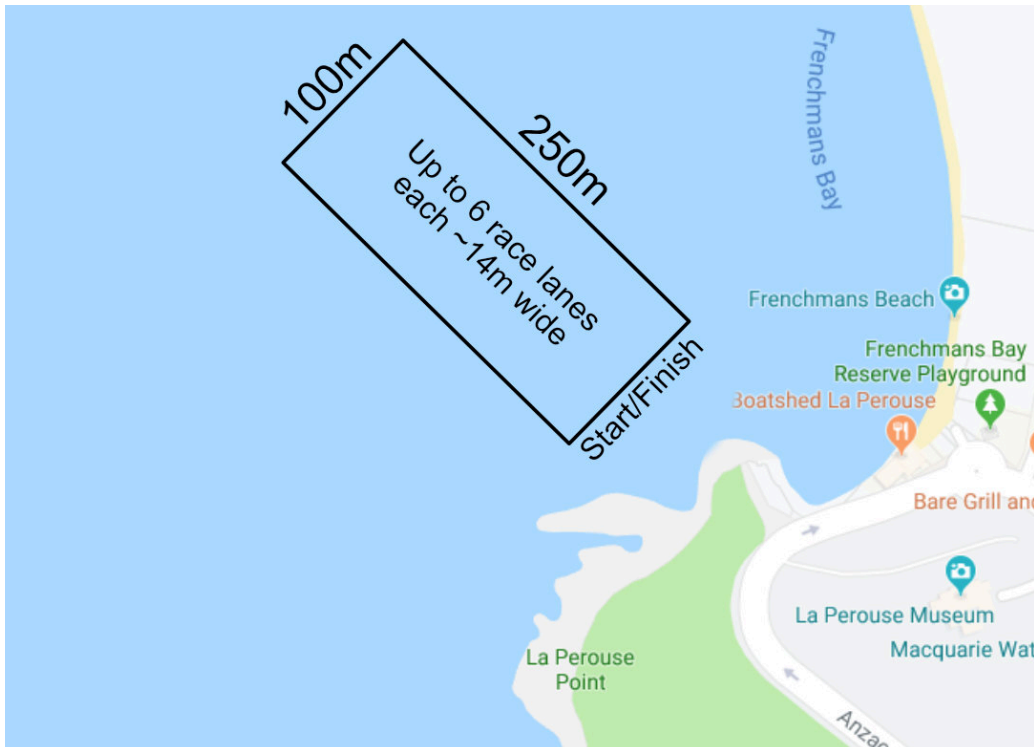 100m
250m
Up to 6 race lanes
each ~14m wide
Start/Finish
Frenchmans Bay
Frenchmans Beach
Frenchmans Bay
Reserve Playground
Boatshed La Perouse
Bare Grill and
La Perouse Museum
Macquarie Wat
La Perouse
Point
Anzac